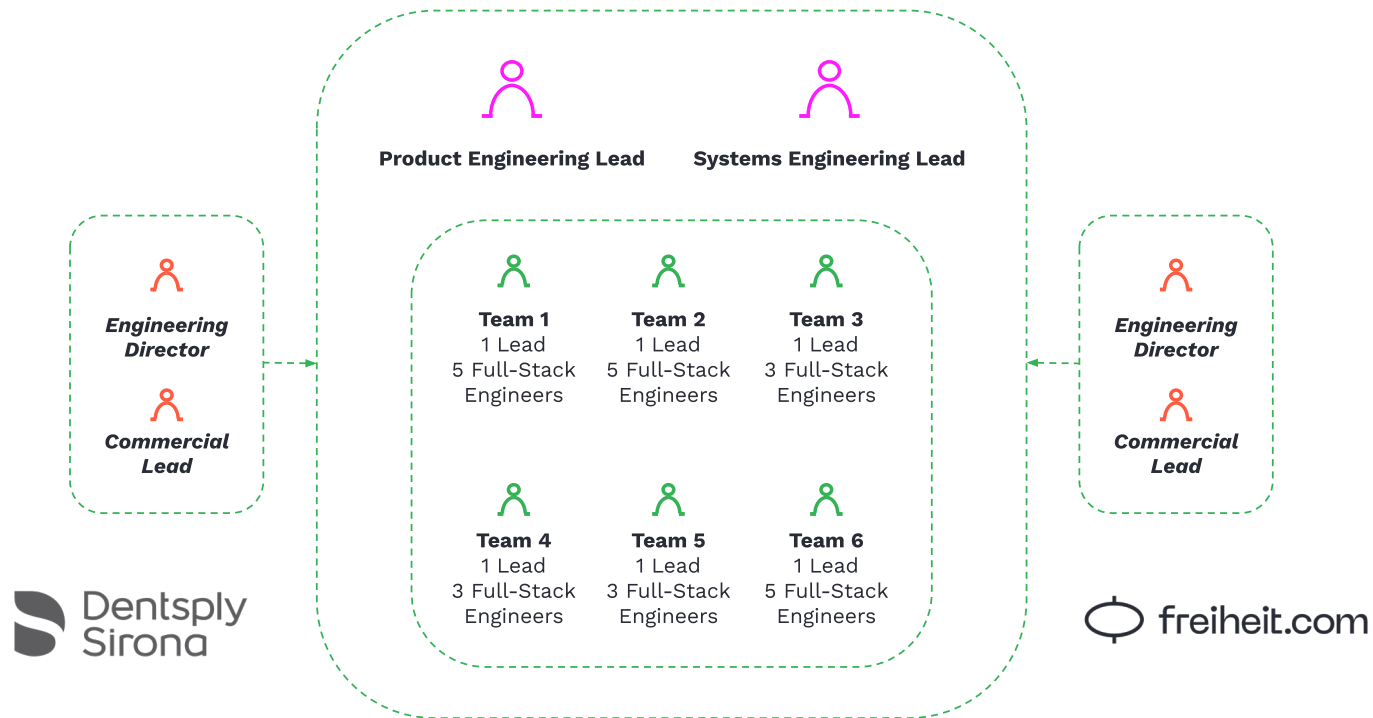 Product Engineering Lead
Systems Engineering Lead
Engineering
Director
Commercial
Lead
Team 1
1 Lead
5 Full-Stack
Engineers
Team 2
1 Lead
5 Full-Stack
Engineers
Team 3
1 Lead
3 Full-Stack
Engineers
Team 4
1 Lead
3 Full-Stack
Engineers
Team 5
1 Lead
3 Full-Stack
Engineers
Team 6
1 Lead
5 Full-Stack
Engineers
Engineering
Director
Commercial
Lead
Dentsply
Sirona
freiheit.com